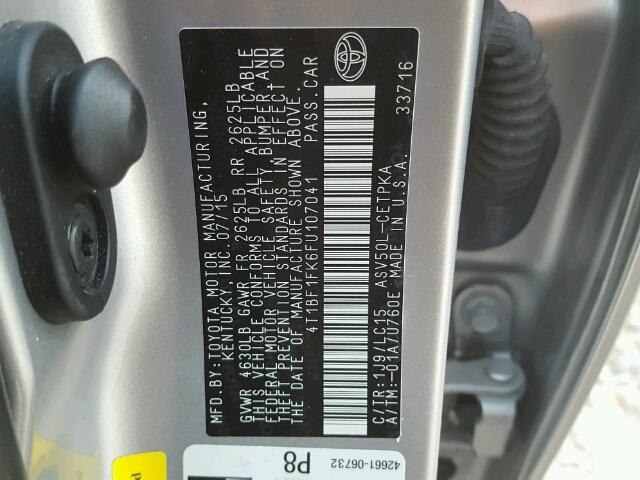 MFD. BY: TOYOTA MOTOR MANUFACTURING,
KENTUCKY, INC. 07/15
GVWR 4630LB GAWR FR 2625LB RR 2625LB
THIS VEHICLE CONFORMS TO ALL APPLICABLE
FEDERAL MOTOR VEHICLE SAFETY BUMPER AND
THEFT PREVENTION STANDARDS IN EFFECT ON
THE DATE OF MANUFACTURE SHOWN ABOVE.
4T1BF1FK6FU107041 PASS. CAR
C/TR: 1J9/LC15 ASV50L-CETPKA
A/TM: -01A/U760E MADE IN U.S.A.
33716
42661-06732
P8